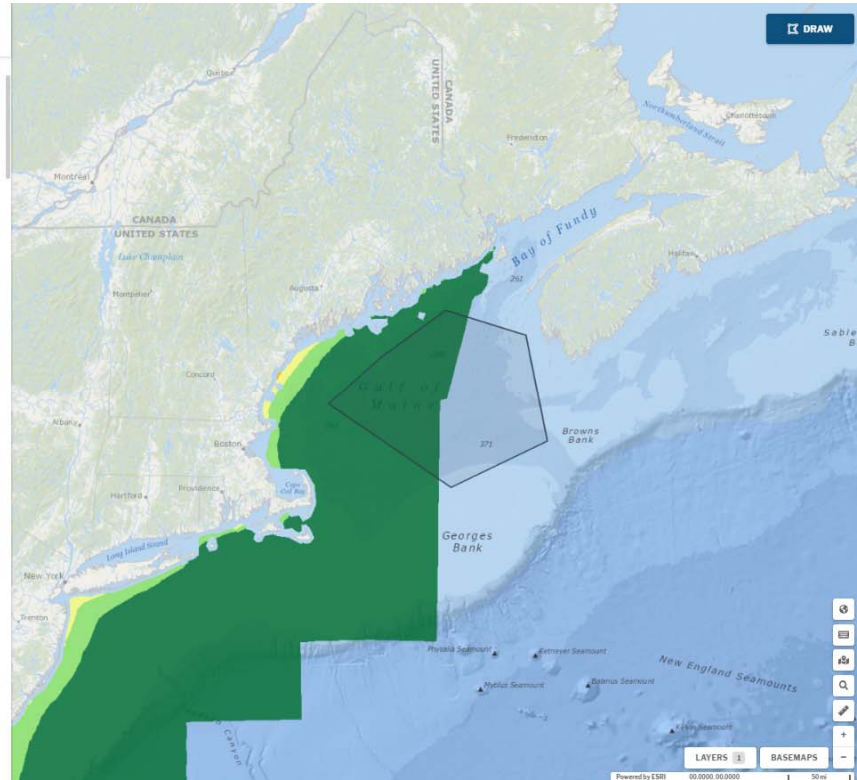 DRAW
Québec
CANADA
UNITED STATES
Charlottetown
Northumberland Strait
Fredericton
Montréal
CANADA
UNITED STATES
Bay of Fundy
Lake Champlain
Halifax
261
Augusta
Montpelier
Gulf of
Maine
Concord
Albany
371
Browns
Bank
Boston
Cape
Cod Bay
Providence
Hartford
Georges
Bank
Long Island Sound
New York
Trenton
Physalia Seamount
Retriever Seamount
Mytilus Seamount
Balanus Seamount
New England Seamounts
Kelvin Seamount
Canyon
LAYERS 1
BASEMAPS
Powered by ESRI
00.0000, 00.0000
50 mi